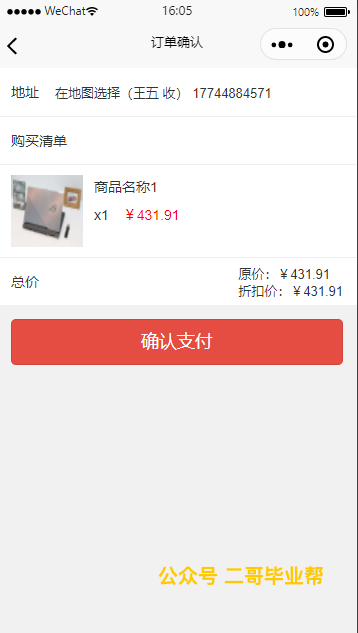 ●●●●● WeChat 16:05 100%
订单确认
地址 在地图选择（王五 收） 17744884571
购买清单
商品名称1
x1 ￥431.91
总价
原价：￥431.91
折扣价：￥431.91
确认支付
公众号 二哥毕业帮